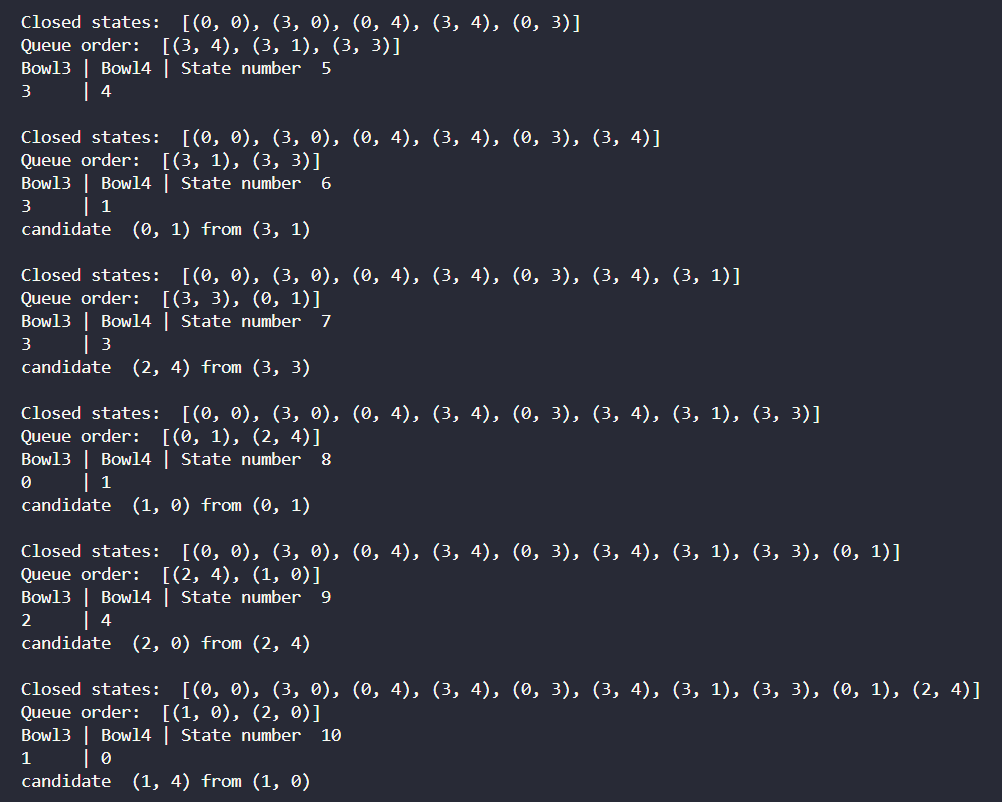 Closed states:  [(0, 0), (3, 0), (0, 4), (3, 4), (0, 3)]
Queue order:  [(3, 4), (3, 1), (3, 3)]
Bowl3 | Bowl4 | State number  5
3     | 4
Closed states:  [(0, 0), (3, 0), (0, 4), (3, 4), (0, 3), (3, 4)]
Queue order:  [(3, 1), (3, 3)]
Bowl3 | Bowl4 | State number  6
3     | 1
candidate  (0, 1) from (3, 1)
Closed states:  [(0, 0), (3, 0), (0, 4), (3, 4), (0, 3), (3, 4), (3, 1)]
Queue order:  [(3, 3), (0, 1)]
Bowl3 | Bowl4 | State number  7
3     | 3
candidate  (2, 4) from (3, 3)
Closed states:  [(0, 0), (3, 0), (0, 4), (3, 4), (0, 3), (3, 4), (3, 1), (3, 3)]
Queue order:  [(0, 1), (2, 4)]
Bowl3 | Bowl4 | State number  8
0     | 1
candidate  (1, 0) from (0, 1)
Closed states:  [(0, 0), (3, 0), (0, 4), (3, 4), (0, 3), (3, 4), (3, 1), (3, 3), (0, 1)]
Queue order:  [(2, 4), (1, 0)]
Bowl3 | Bowl4 | State number  9
2     | 4
candidate  (2, 0) from (2, 4)
Closed states:  [(0, 0), (3, 0), (0, 4), (3, 4), (0, 3), (3, 4), (3, 1), (3, 3), (0, 1), (2, 4)]
Queue order:  [(1, 0), (2, 0)]
Bowl3 | Bowl4 | State number  10
1     | 0
candidate  (1, 4) from (1, 0)